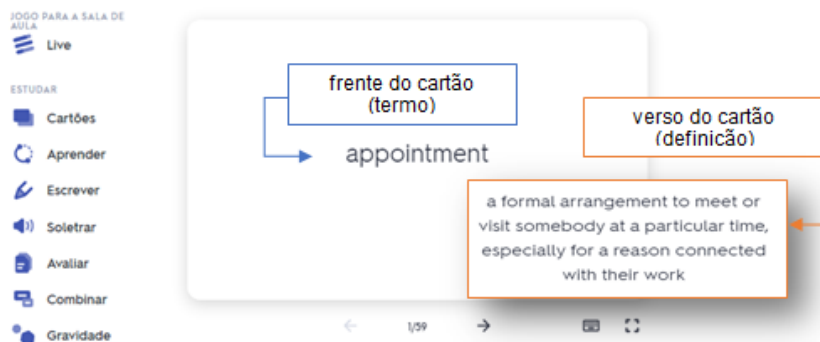 JOGO PARA A SALA DE
AULA
Live
ESTUDAR
Cartões
Aprender
Escrever
Soletrar
Avaliar
Combinar
Gravidade
frente do cartão
(termo)
appointment
verso do cartão
(definicão)
a formal arrangement to meet or
visit somebody at a particular time,
especially for a reason connected
with their work
1/59